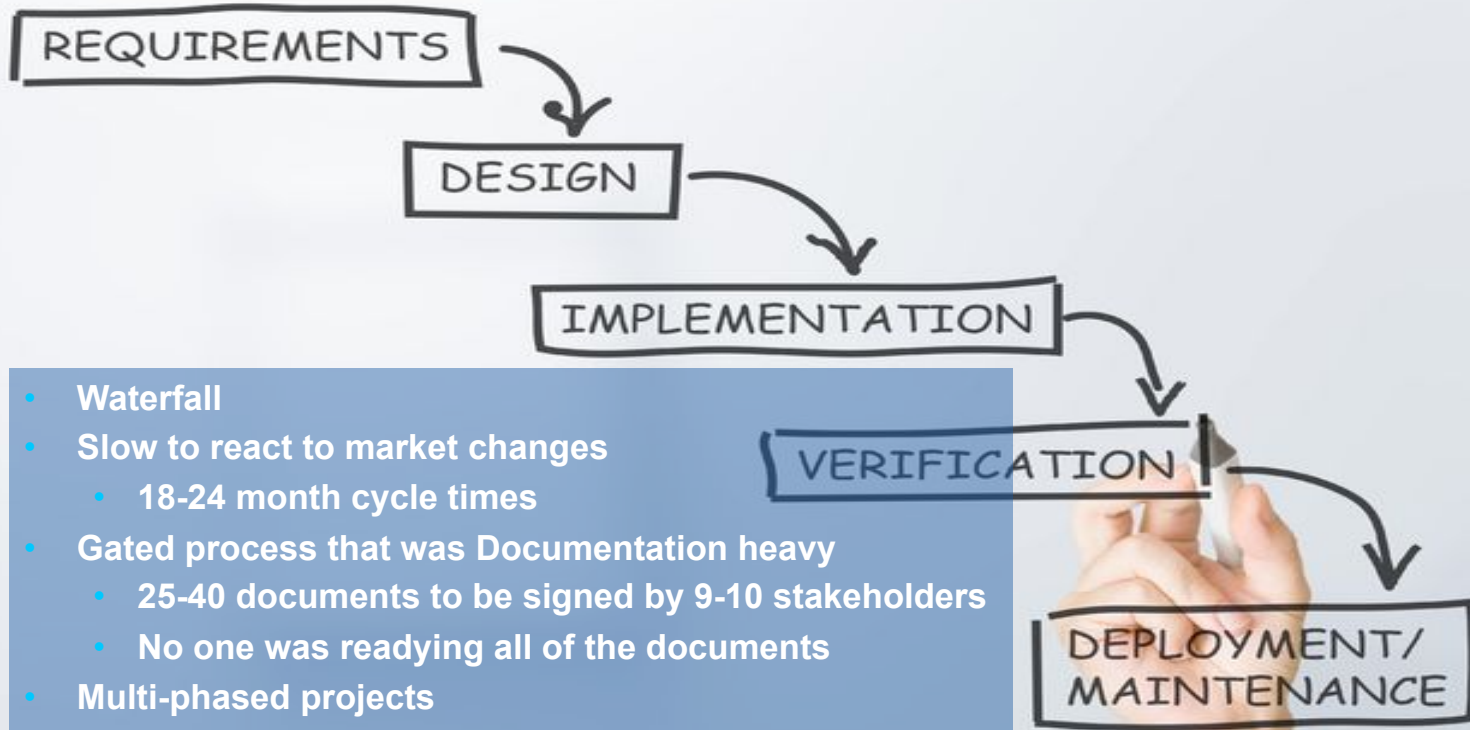 REQUIREMENTS
DESIGN
IMPLEMENTATION
VERIFICATION
DEPLOYMENT/
MAINTENANCE
• Waterfall
• Slow to react to market changes
• 18-24 month cycle times
• Gated process that was Documentation heavy
• 25-40 documents to be signed by 9-10 stakeholders
• No one was readying all of the documents
• Multi-phased projects